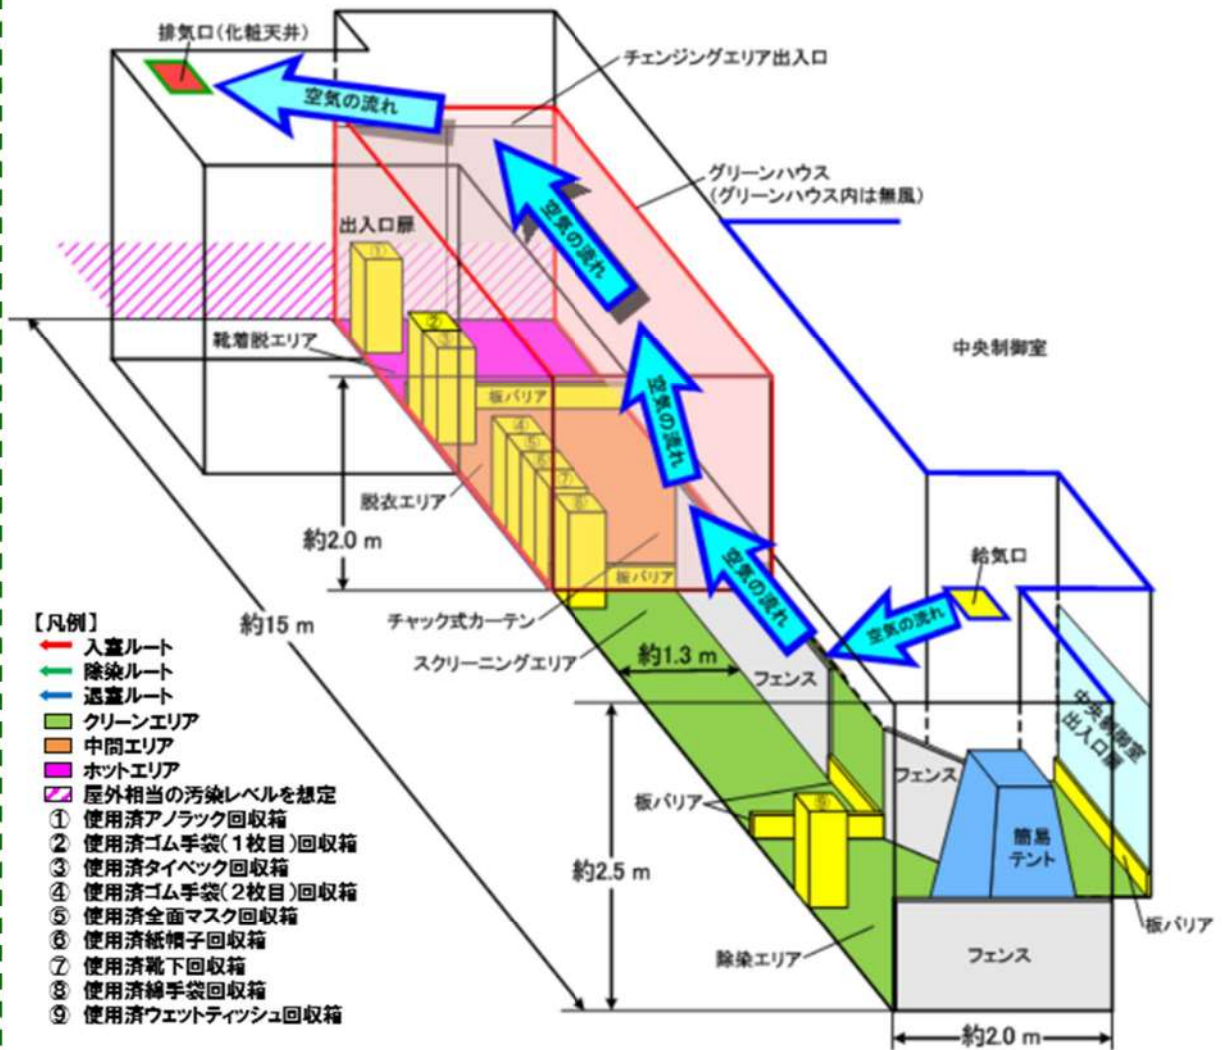 排気口(化粧天井)
チェンジングエリア出入口
空気の流れ
グリーンハウス
(グリーンハウス内は無風)
出入口扉
空気の流れ
①
②
③
靴着脱エリア
中央制御室
空気の流れ
板バリア
④
⑤
⑥
⑦
⑧
脱衣エリア
約2.0 m
給気口
板バリア
空気の流れ
空気の流れ
チャック式カーテン
約15 m
スクリーニングエリア
約1.3 m
フェンス
中央制御室
出入口扉
フェンス
板バリア
⑨
簡易
テント
約2.5 m
板バリア
除染エリア
フェンス
約2.0 m
【凡例】
入室ルート
除染ルート
退室ルート
クリーンエリア
中間エリア
ホットエリア
屋外相当の汚染レベルを想定
① 使用済アノラック回収箱
② 使用済ゴム手袋(1枚目)回収箱
③ 使用済タイベック回収箱
④ 使用済ゴム手袋(2枚目)回収箱
⑤ 使用済全面マスク回収箱
⑥ 使用済紙帽子回収箱
⑦ 使用済靴下回収箱
⑧ 使用済綿手袋回収箱
⑨ 使用済ウェットティッシュ回収箱